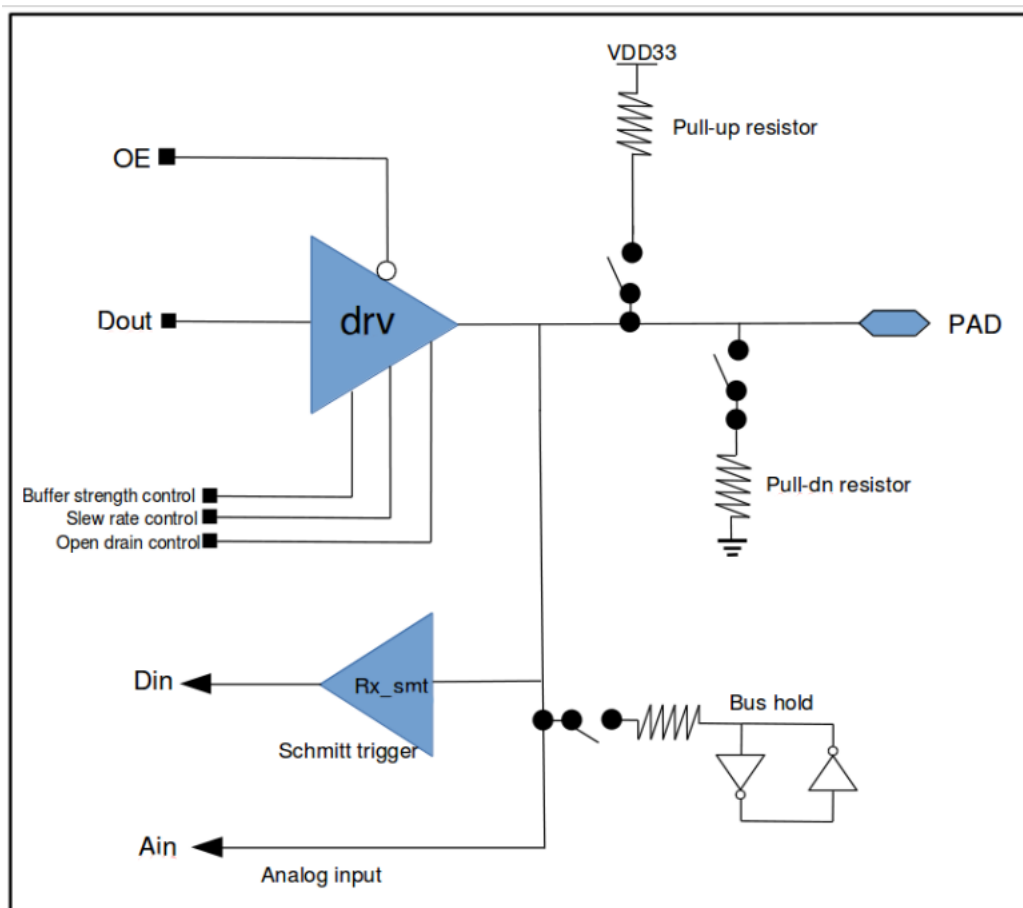 VDD33
Pull-up resistor
OE
Dout
drv
PAD
Pull-dn resistor
Buffer strength control
Slew rate control
Open drain control
Din
Rx_smt
Schmitt trigger
Bus hold
Ain
Analog input